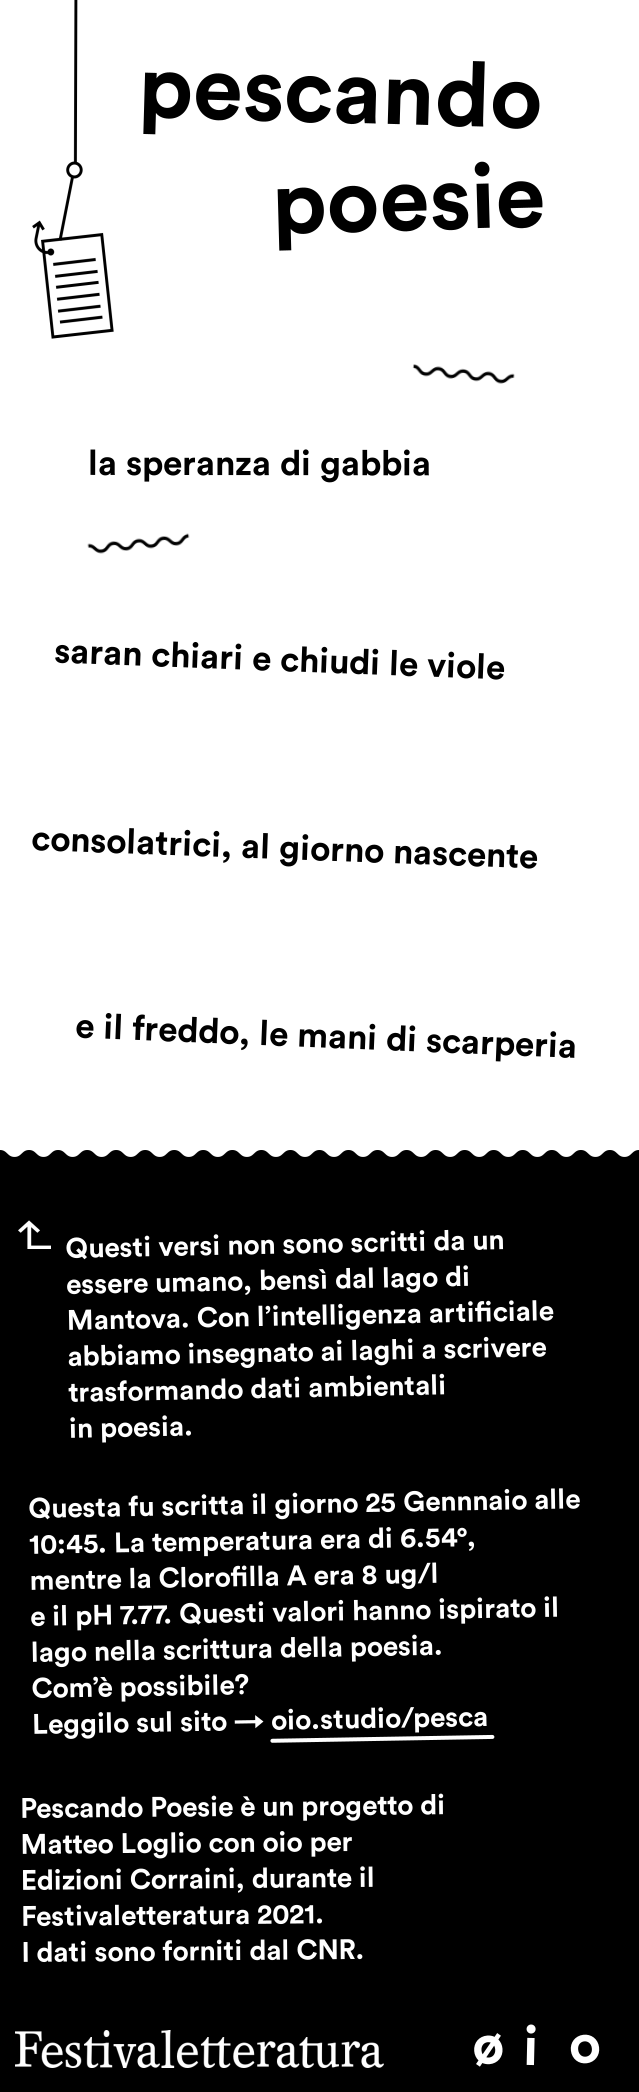 pescando
poesie
la speranza di gabbia
saran chiari e chiudi le viole
consolatrici, al giorno nascente
e il freddo, le mani di scarperia
Questi versi non sono scritti da un
essere umano, bensì dal lago di
Mantova. Con l’intelligenza artificiale
abbiamo insegnato ai laghi a scrivere
trasformando dati ambientali
in poesia.
Questa fu scritta il giorno 25 Gennnaio alle
10:45. La temperatura era di 6.54°,
mentre la Clorofilla A era 8 ug/l
e il pH 7.77. Questi valori hanno ispirato il
lago nella scrittura della poesia.
Com’è possibile?
Leggilo sul sito → oio.studio/pesca
Pescando Poesie è un progetto di
Matteo Loglio con oio per
Edizioni Corraini, durante il
Festivaletteratura 2021.
I dati sono forniti dal CNR.
Festivaletteratura ø i o